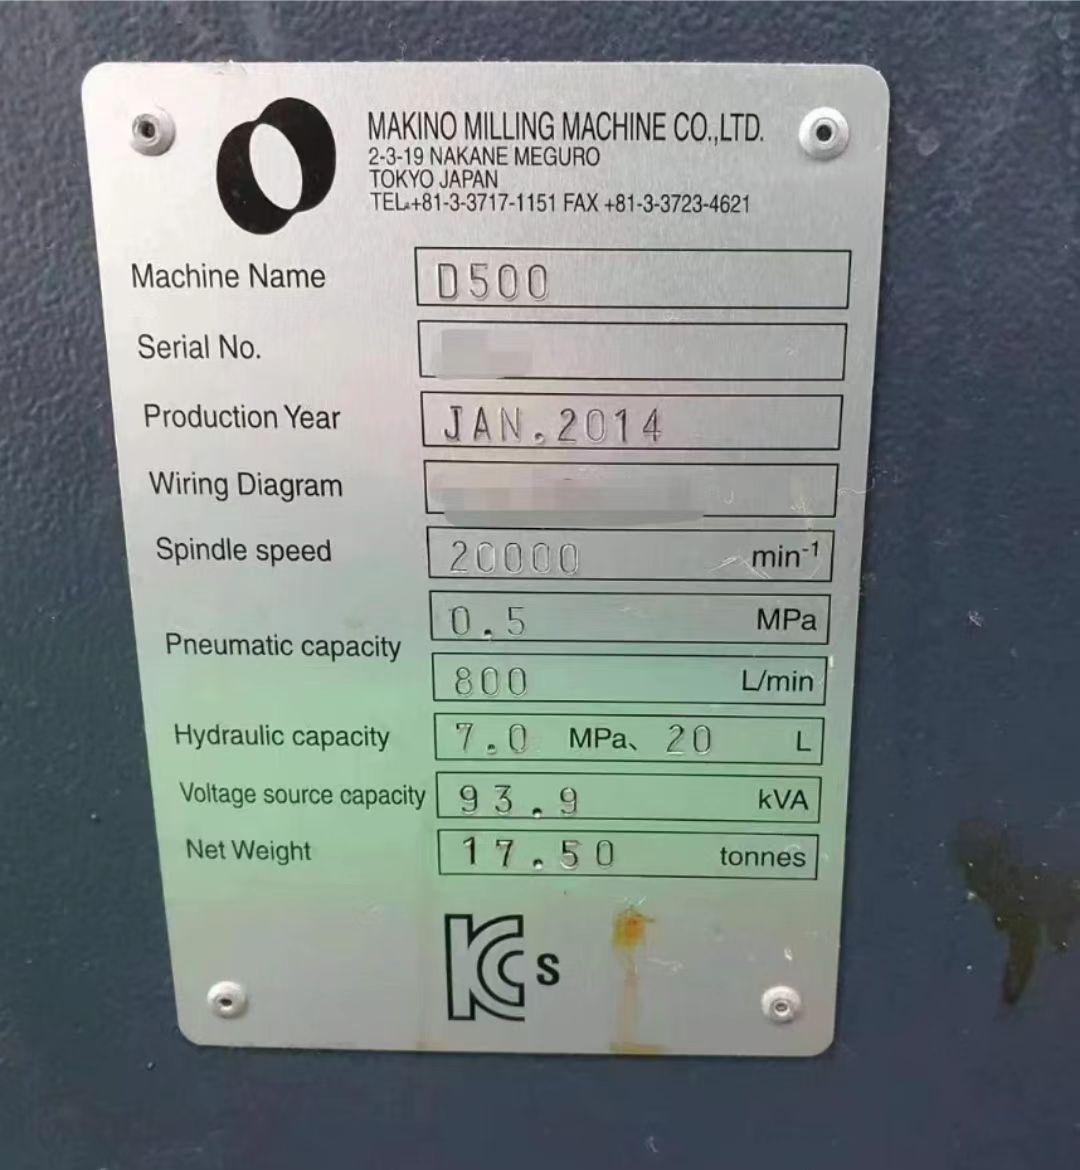 MAKINO MILLING MACHINE CO.,LTD.
2-3-19 NAKANE MEGURO
TOKYO JAPAN
TEL.+81-3-3717-1151 FAX +81-3-3723-4621
Machine Name D500
Serial No.
Production Year JAN.2014
Wiring Diagram
Spindle speed 20000 min⁻¹
Pneumatic capacity 0.5 MPa
800 L/min
Hydraulic capacity 7.0 MPa、 20 L
Voltage source capacity 93.9 kVA
Net Weight 17.50 tonnes
KCs